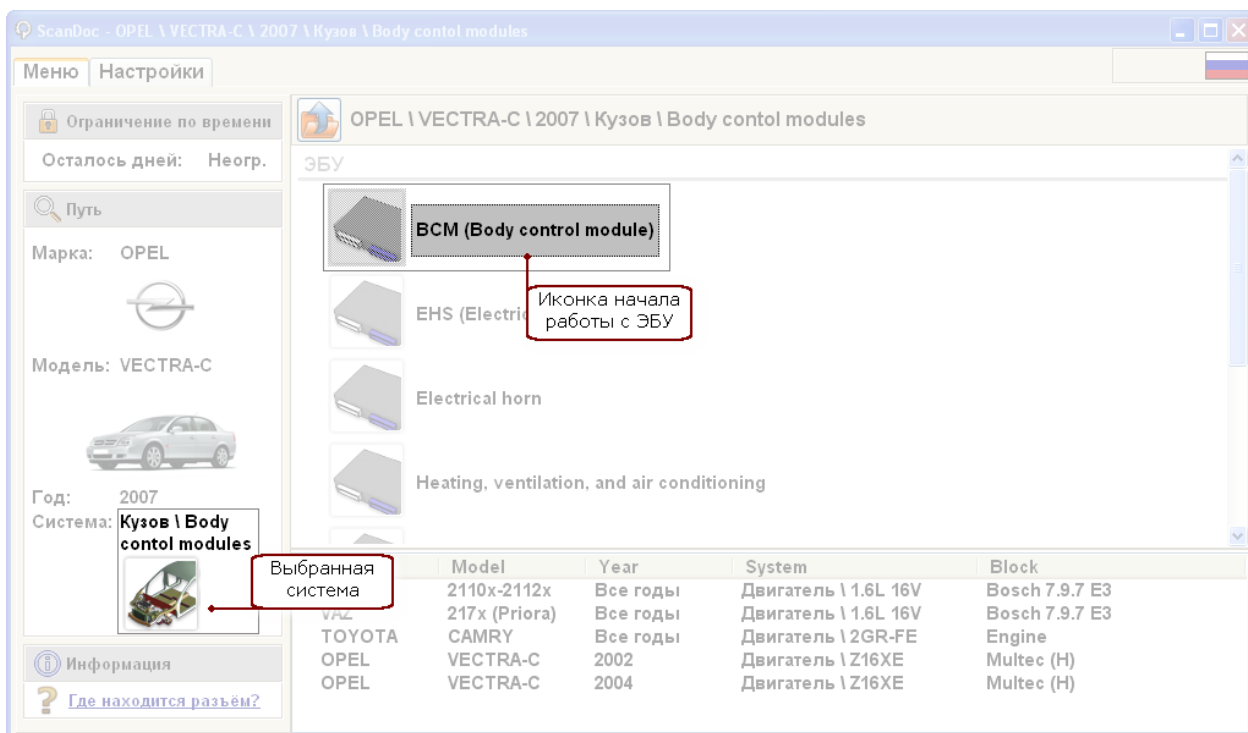 ScanDoc - OPEL \ VECTRA-C \ 2007 \ Кузов \ Body contol modules
Меню Настройки
Ограничение по времени
Осталось дней: Неогр.
Путь
Марка: OPEL
Модель: VECTRA-C
Год: 2007
Система: Кузов \ Body
contol modules
Выбранная
система
Информация
Где находится разъём?
OPEL \ VECTRA-C \ 2007 \ Кузов \ Body contol modules
ЭБУ
BCM (Body control module)
Иконка начала
работы с ЭБУ
EHS (Electri
Electrical horn
Heating, ventilation, and air conditioning
Model Year System Block
2110x-2112x Все годы Двигатель \ 1.6L 16V Bosch 7.9.7 E3
VAZ 217x (Priora) Все годы Двигатель \ 1.6L 16V Bosch 7.9.7 E3
TOYOTA CAMRY Все годы Двигатель \ 2GR-FE Engine
OPEL VECTRA-C 2002 Двигатель \ Z16XE Multec (H)
OPEL VECTRA-C 2004 Двигатель \ Z16XE Multec (H)